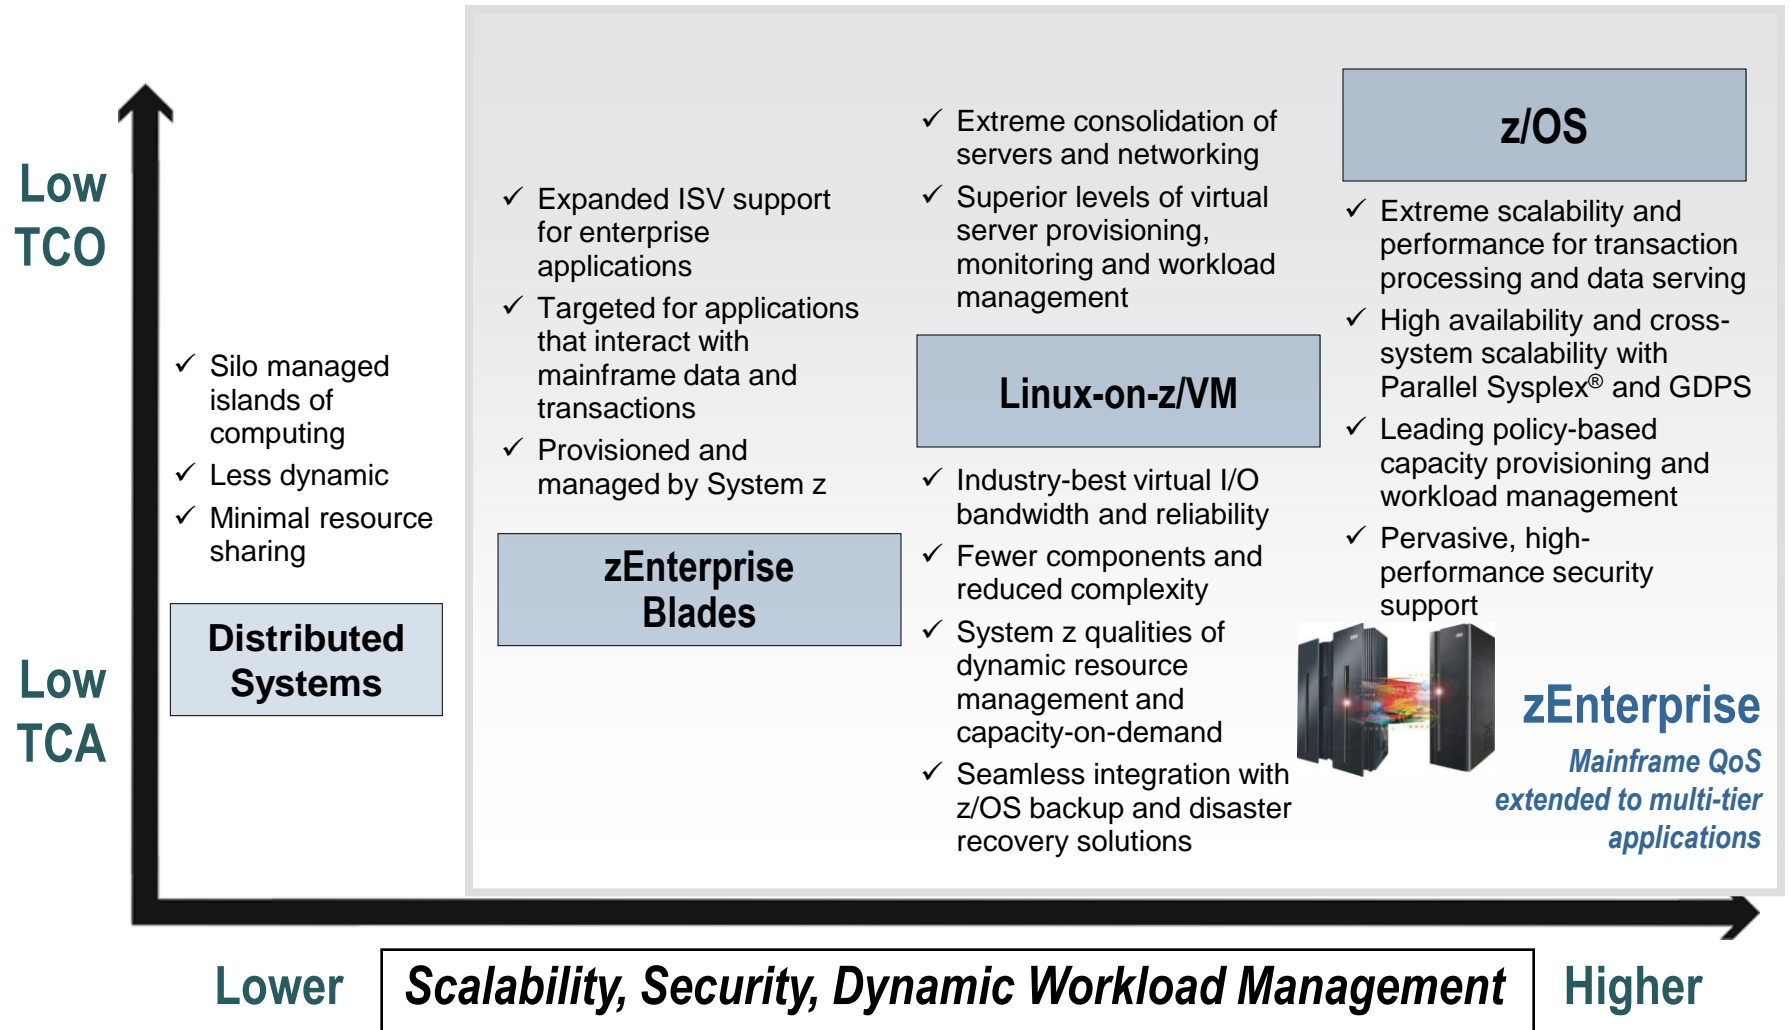 Low
TCO
Low
TCA
✓ Silo managed
islands of
computing
✓ Less dynamic
✓ Minimal resource
sharing
Distributed
Systems
✓ Expanded ISV support
for enterprise
applications
✓ Targeted for applications
that interact with
mainframe data and
transactions
✓ Provisioned and
managed by System z
zEnterprise
Blades
✓ Extreme consolidation of
servers and networking
✓ Superior levels of virtual
server provisioning,
monitoring and workload
management
Linux-on-z/VM
✓ Industry-best virtual I/O
bandwidth and reliability
✓ Fewer components and
reduced complexity
✓ System z qualities of
dynamic resource
management and
capacity-on-demand
✓ Seamless integration with
z/OS backup and disaster
recovery solutions
z/OS
✓ Extreme scalability and
performance for transaction
processing and data serving
✓ High availability and cross-
system scalability with
Parallel Sysplex® and GDPS
✓ Leading policy-based
capacity provisioning and
workload management
✓ Pervasive, high-
performance security
support
zEnterprise
Mainframe QoS
extended to multi-tier
applications
Lower
Scalability, Security, Dynamic Workload Management
Higher